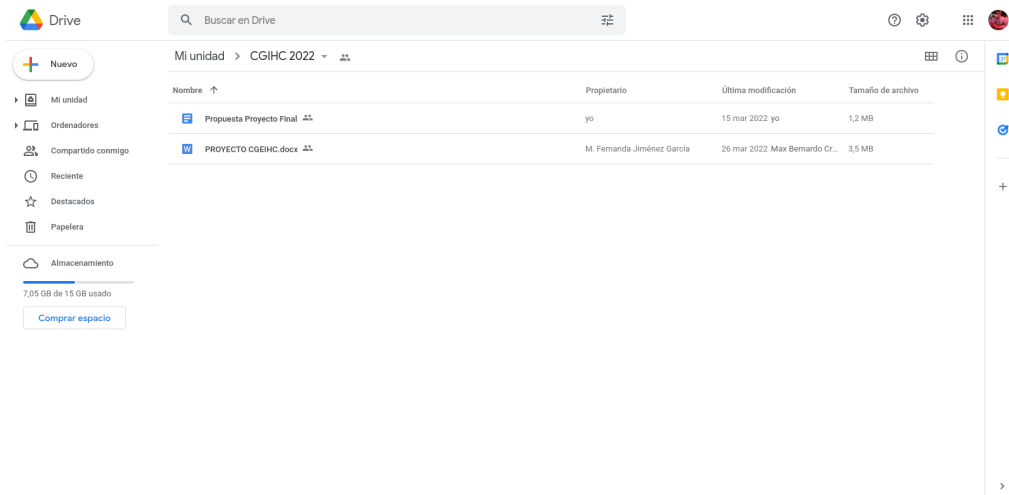 Drive
Buscar en Drive
Nuevo
Mi unidad
Ordenadores
Compartido conmigo
Reciente
Destacados
Papelera
Almacenamiento
7,05 GB de 15 GB usado
Comprar espacio
Mi unidad > CGIHC 2022
Nombre Propietario Última modificación Tamaño de archivo
Propuesta Proyecto Final yo 15 mar 2022 yo 1,2 MB
W PROYECTO CGEIHC.docx M. Fernanda Jiménez García 26 mar 2022 Max Bernardo Cr... 3,5 MB
31